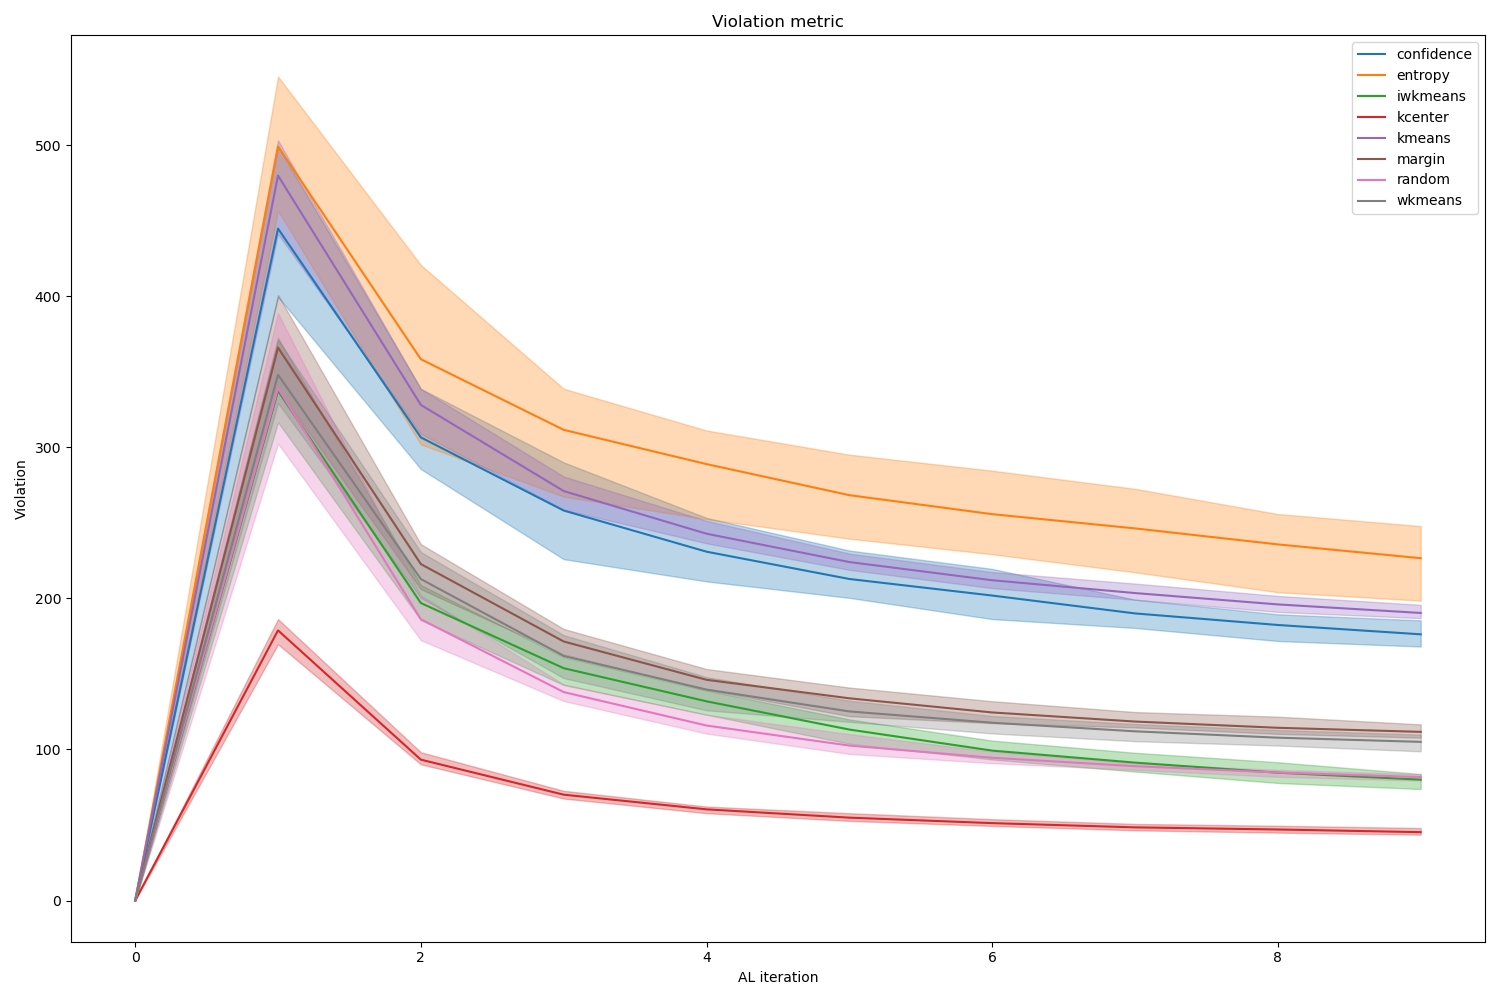 Violation metric
confidence
entropy
iwkmeans
kcenter
kmeans
margin
random
wkmeans
Violation
500
400
300
200
100
0
0 2 4 6 8
AL iteration